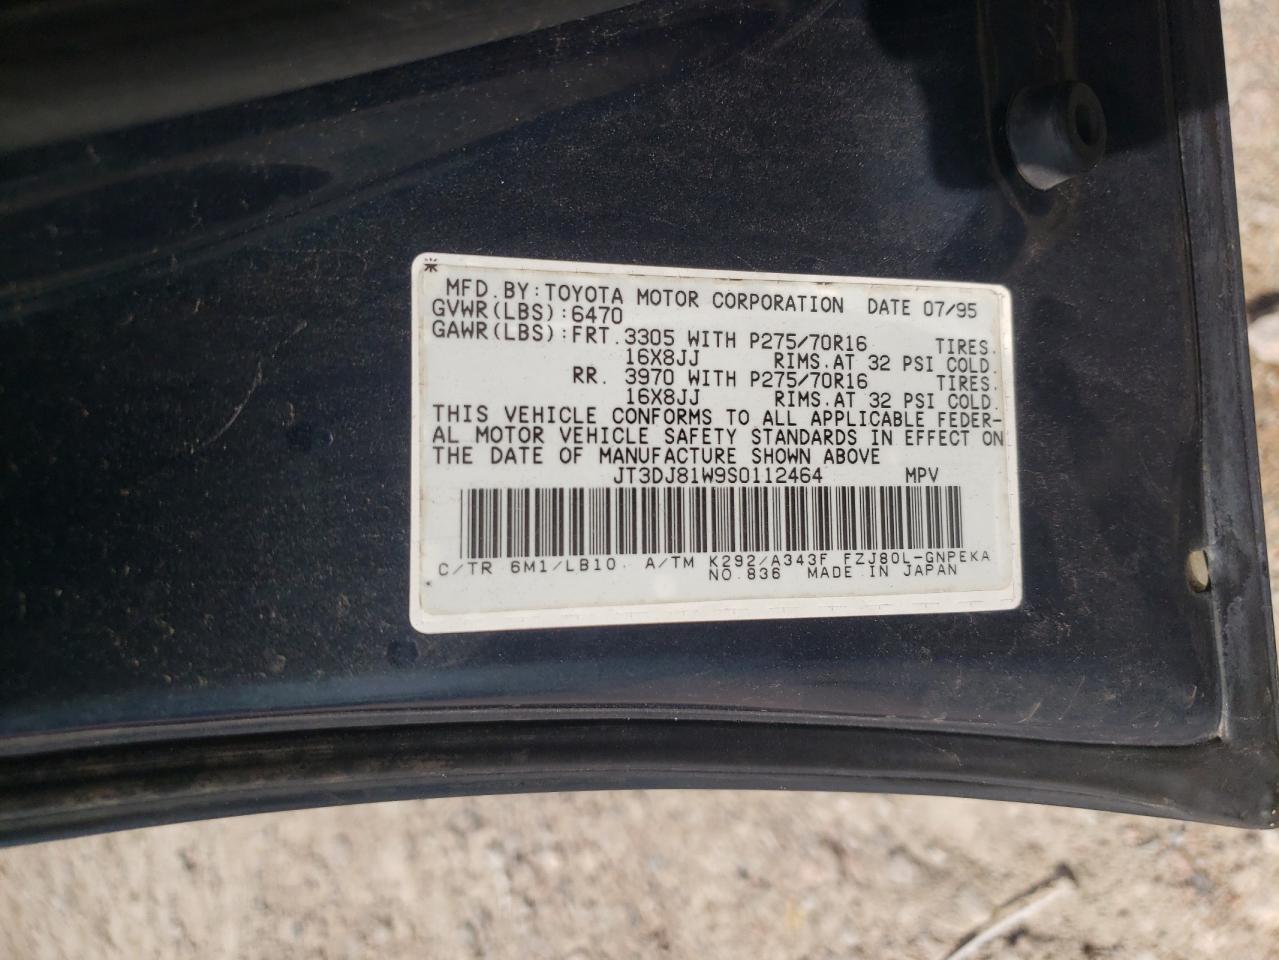 MFD. BY: TOYOTA MOTOR CORPORATION DATE 07/95
GVWR(LBS):6470
GAWR(LBS):FRT. 3305 WITH P275/70R16 TIRES.
16X8JJ RIMS. AT 32 PSI COLD.
RR. 3970 WITH P275/70R16 TIRES.
16X8JJ RIMS. AT 32 PSI COLD.
THIS VEHICLE CONFORMS TO ALL APPLICABLE FEDER-
AL MOTOR VEHICLE SAFETY STANDARDS IN EFFECT ON
THE DATE OF MANUFACTURE SHOWN ABOVE
JT3DJ81W9S0112464 MPV
C/TR 6M1/LB10. A/TM K292/A343F FZJ80L-GNPEKA
NO.836 MADE IN JAPAN